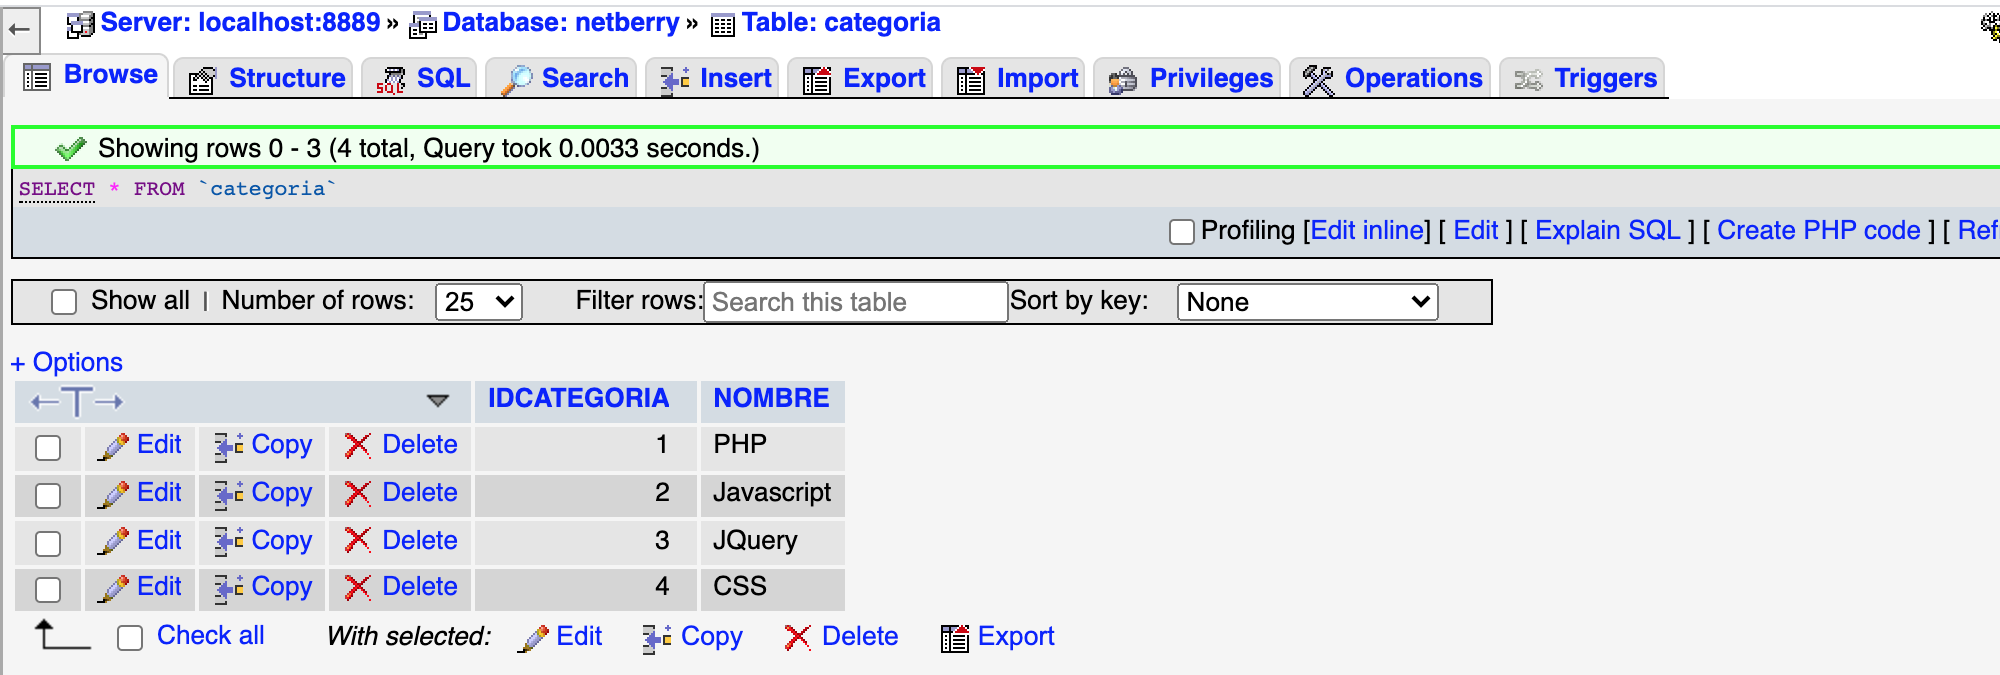 ← Server: localhost:8889 » Database: netberry » Table: categoria
Browse Structure SQL Search Insert Export Import Privileges Operations Triggers
Showing rows 0 - 3 (4 total, Query took 0.0033 seconds.)
SELECT * FROM `categoria`
Profiling [Edit inline] [ Edit ] [ Explain SQL ] [ Create PHP code ] [ Ref
Show all | Number of rows: 25 Filter rows: Search this table Sort by key: None
+ Options
←T→ IDCATEGORIA NOMBRE
Edit Copy Delete 1 PHP
Edit Copy Delete 2 Javascript
Edit Copy Delete 3 JQuery
Edit Copy Delete 4 CSS
Check all With selected: Edit Copy Delete Export